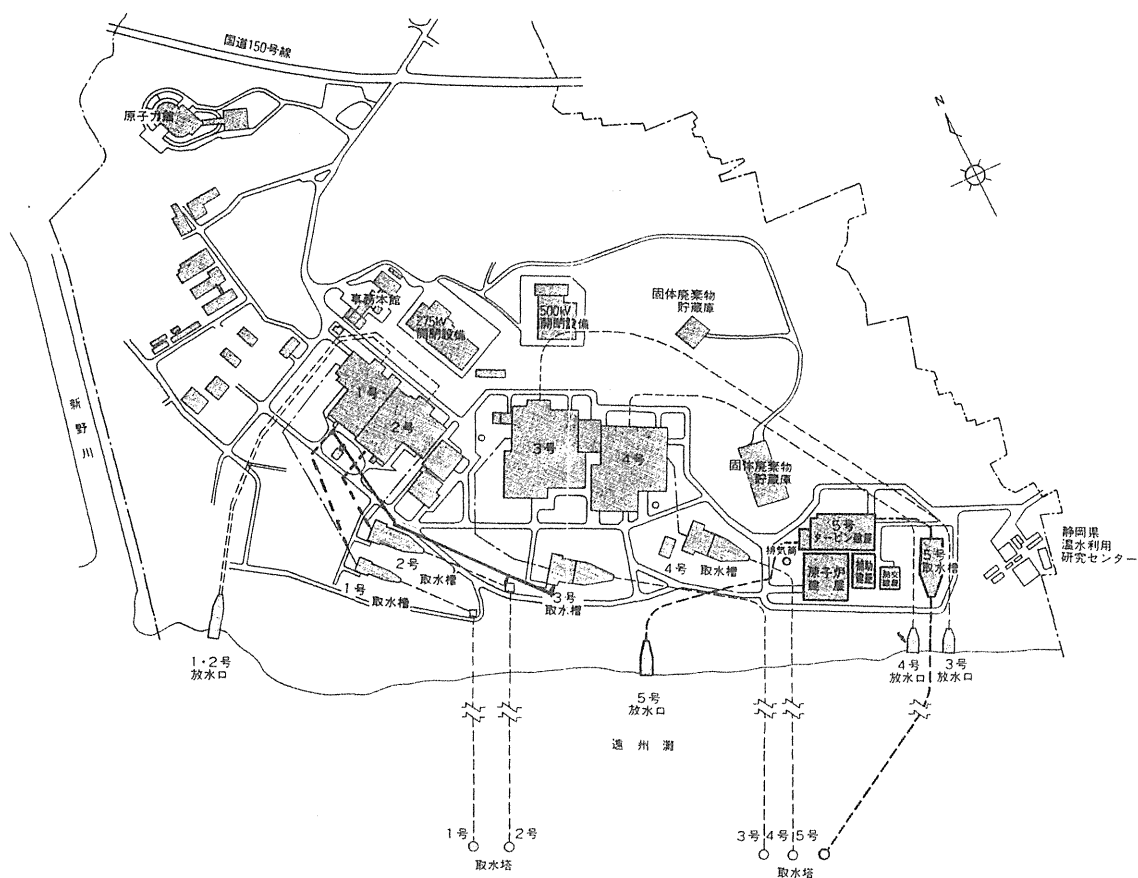 国道150号線
原子力館
N
事務本館
275kV
開閉設備
500kV
開閉設備
固体廃棄物
貯蔵庫
新野川
1号
2号
3号
4号
固体廃棄物
貯蔵庫
5号
タービン建屋
排気筒
原子炉
建屋
補助
建屋
5号
取水槽
静岡県
温水利用
研究センター
1号
取水槽
2号
取水槽
3号
取水槽
4号
取水槽
1・2号
放水口
5号
放水口
4号
放水口
3号
放水口
遠州灘
1号
2号
取水塔
3号
4号
5号
取水塔